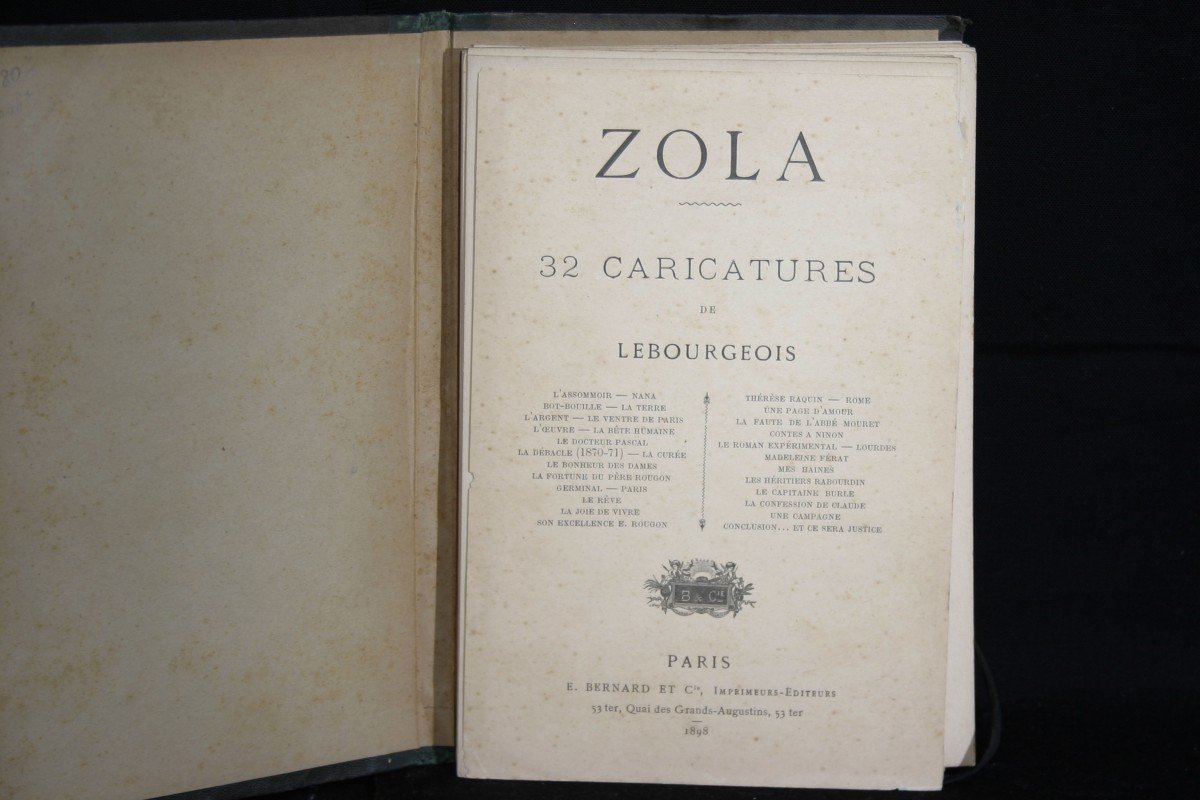 80
ZOLA
32 CARICATURES
DE
LEBOURGEOIS
L'ASSOMMOIR — NANA
BOT-BOUILLE — LA TERRE
L'ARGENT — LE VENTRE DE PARIS
L'ŒUVRE — LA BÊTE HUMAINE
LE DOCTEUR PASCAL
LA DÉBACLE (1870-71) — LA CURÉE
LE BONHEUR DES DAMES
LA FORTUNE DU PÈRE ROUGON
GERMINAL — PARIS
LE RÊVE
LA JOIE DE VIVRE
SON EXCELLENCE E. ROUGON
THÉRÈSE RAQUIN — ROME
UNE PAGE D'AMOUR
LA FAUTE DE L'ABBÉ MOURET
CONTES A NINON
LE ROMAN EXPÉRIMENTAL — LOURDES
MADELEINE FÉRAT
MES HAINES
LES HÉRITIERS RABOURDIN
LE CAPITAINE BURLE
LA CONFESSION DE CLAUDE
UNE CAMPAGNE
CONCLUSION... ET CE SERA JUSTICE
B & Cie
PARIS
E. BERNARD ET Cie, IMPRIMEURS-EDITEURS
53 ter, Quai des Grands-Augustins, 53 ter
1898